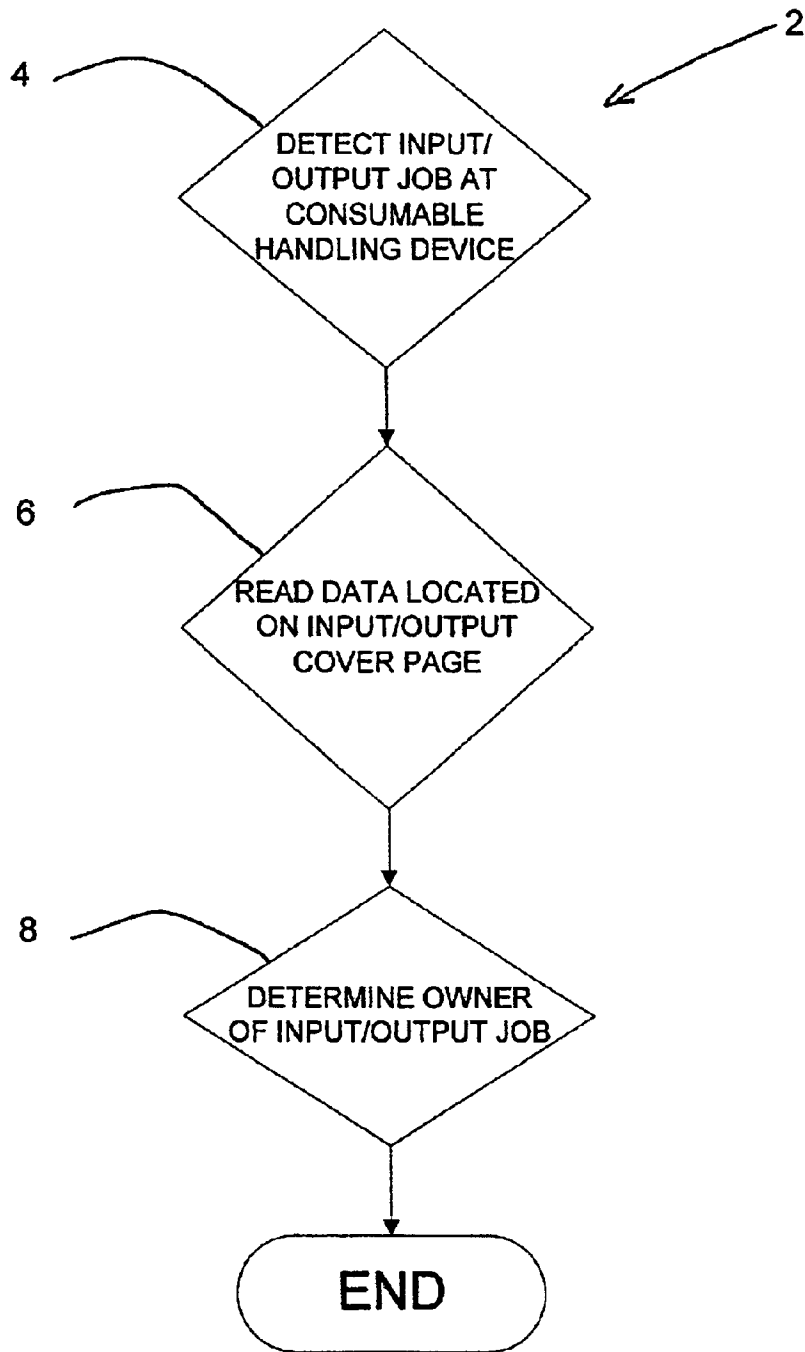 2
4
DETECT INPUT/
OUTPUT JOB AT
CONSUMABLE
HANDLING DEVICE
6
READ DATA LOCATED
ON INPUT/OUTPUT
COVER PAGE
8
DETERMINE OWNER
OF INPUT/OUTPUT JOB
END